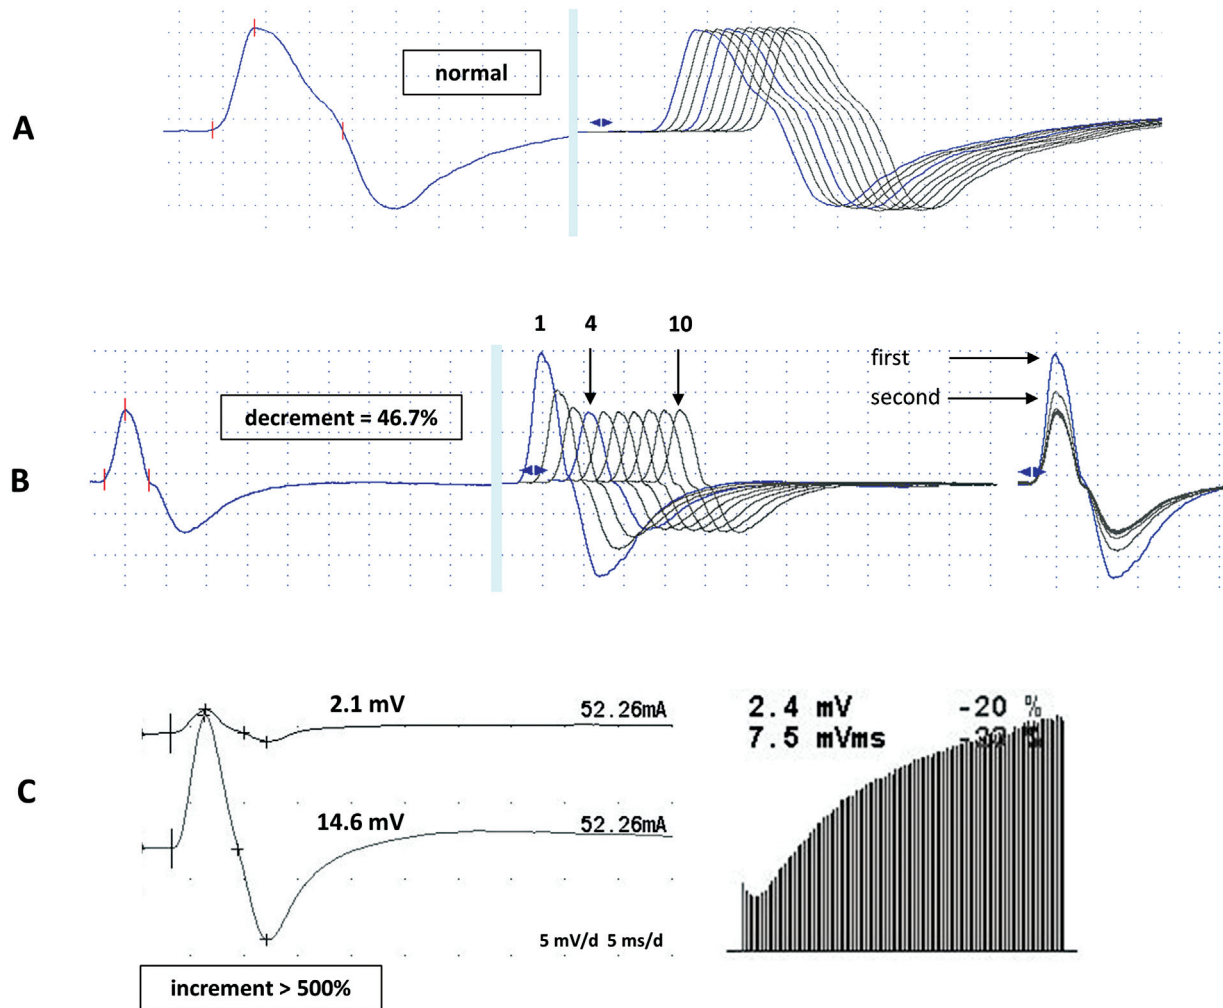 A
normal
B
decrement = 46.7%
1
4
10
first
second
C
2.1 mV
52.26mA
14.6 mV
52.26mA
5 mV/d 5 ms/d
increment > 500%
2.4 mV -20 %
7.5 mVms